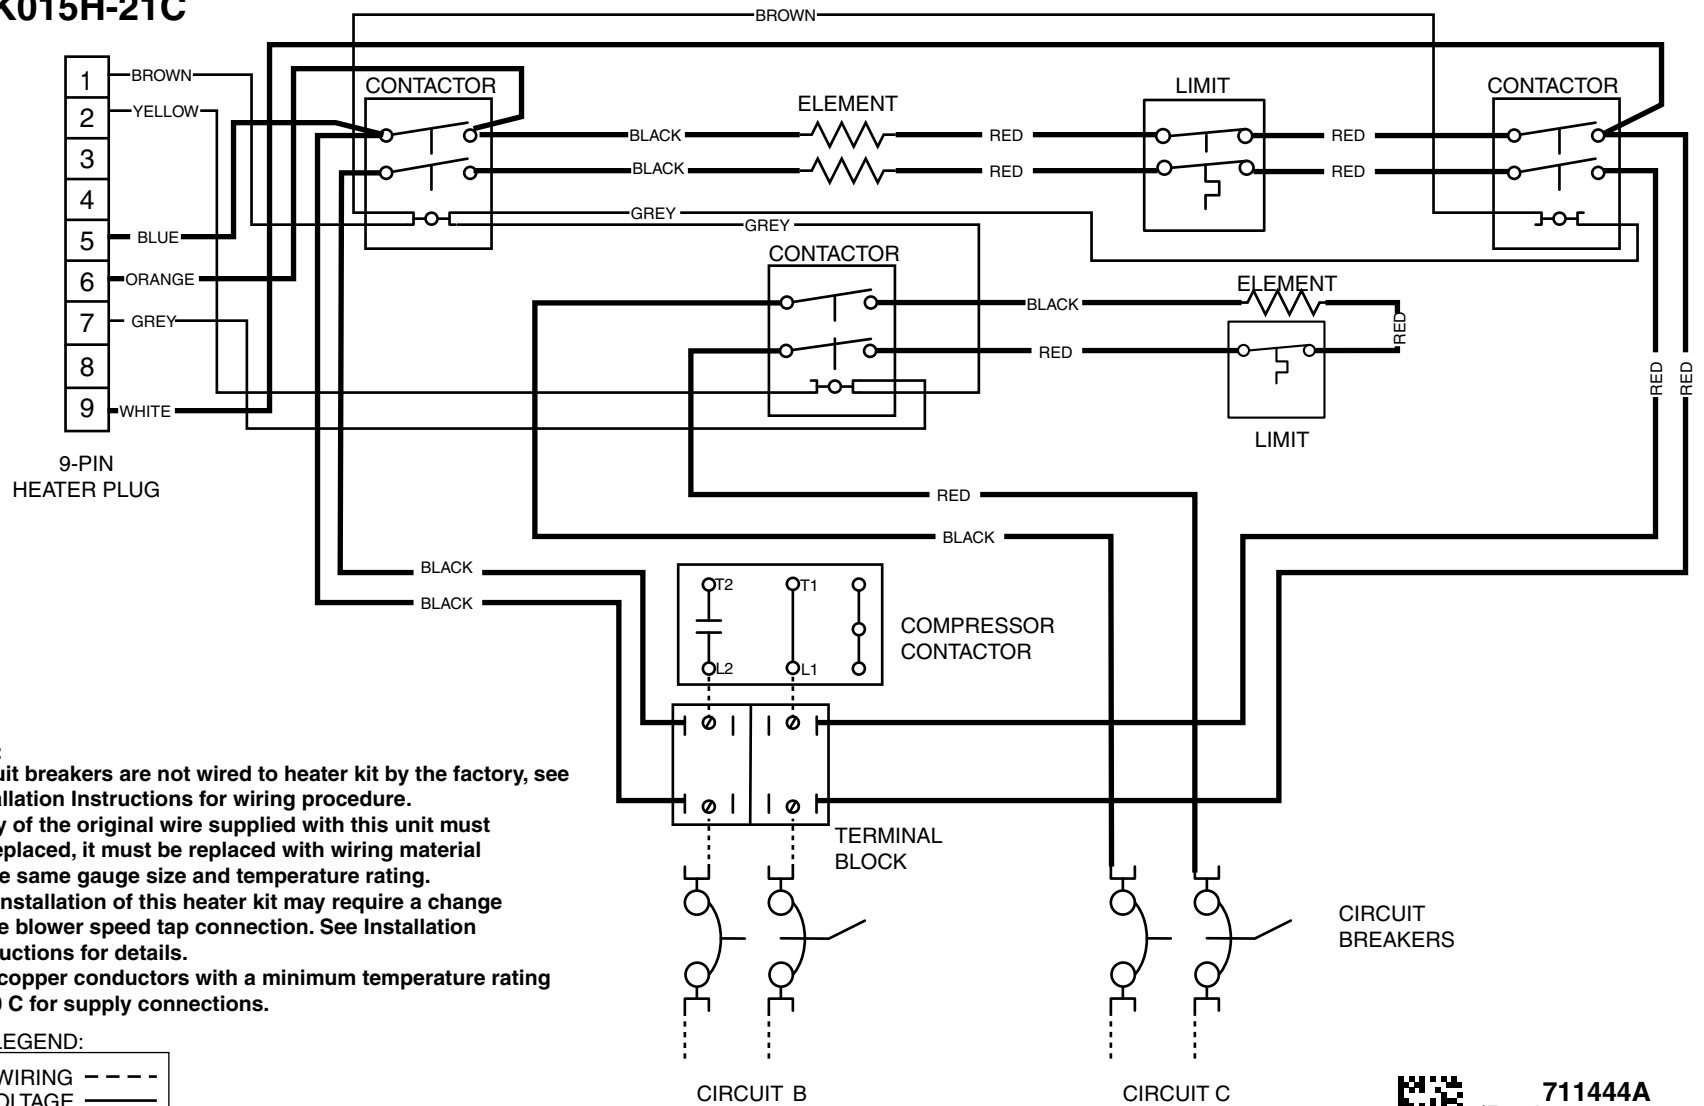 K015H-21C
BROWN
1 BROWN
2 YELLOW
3
4
5 BLUE
6 ORANGE
7 GREY
8
9 WHITE
9-PIN
HEATER PLUG
CONTACTOR
ELEMENT
LIMIT
CONTACTOR
BLACK RED RED
BLACK RED RED
GREY
GREY
CONTACTOR
ELEMENT
BLACK
RED
RED
LIMIT
RED
RED
RED
BLACK
BLACK
BLACK
T2 T1
L2 L1
COMPRESSOR
CONTACTOR
TERMINAL
BLOCK
CIRCUIT
BREAKERS
:
uit breakers are not wired to heater kit by the factory, see
allation Instructions for wiring procedure.
y of the original wire supplied with this unit must
eplaced, it must be replaced with wiring material
e same gauge size and temperature rating.
nstallation of this heater kit may require a change
e blower speed tap connection. See Installation
uctions for details.
copper conductors with a minimum temperature rating
0 C for supply connections.
LEGEND:
WIRING
OLTAGE
CIRCUIT B
CIRCUIT C
711444A